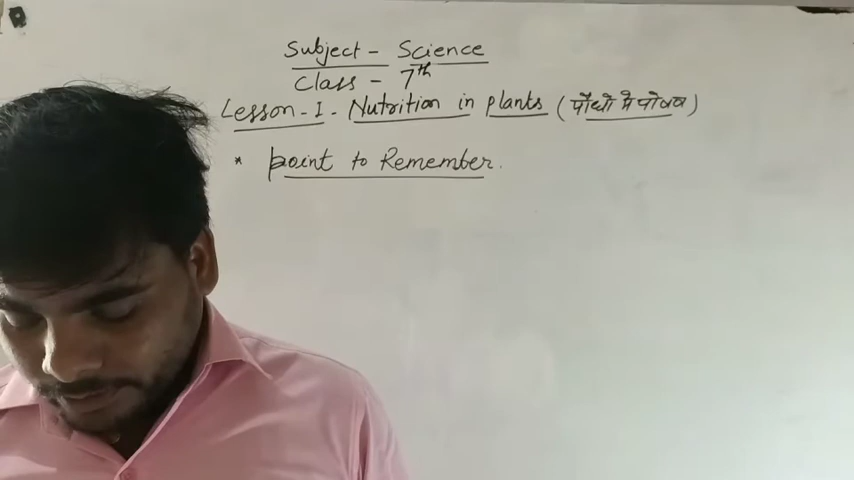 Subject - Science
Class - 7th
Lesson - I - Nutrition in plants (पौधों मे पोषण)
* point to Remember.